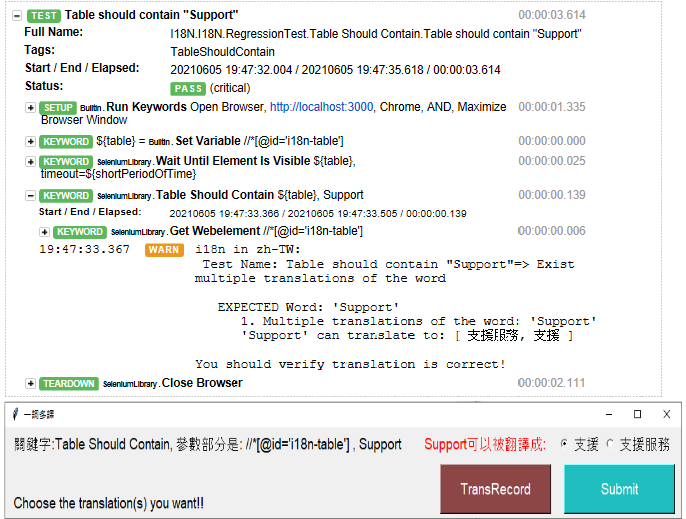 TEST Table should contain "Support" 00:00:03.614
Full Name: I18N.I18N.RegressionTest.Table Should Contain.Table should contain "Support"
Tags: TableShouldContain
Start / End / Elapsed: 20210605 19:47:32.004 / 20210605 19:47:35.618 / 00:00:03.614
Status: PASS (critical)
SETUP BuiltIn.Run Keywords Open Browser, http://localhost:3000, Chrome, AND, Maximize 00:00:01.335
Browser Window
KEYWORD ${table} = BuiltIn.Set Variable //*[@id='i18n-table'] 00:00:00.000
KEYWORD SeleniumLibrary.Wait Until Element Is Visible ${table}, 00:00:00.025
timeout=${shortPeriodOfTime}
KEYWORD SeleniumLibrary.Table Should Contain ${table}, Support 00:00:00.139
Start / End / Elapsed: 20210605 19:47:33.366 / 20210605 19:47:33.505 / 00:00:00.139
KEYWORD SeleniumLibrary.Get Webelement //*[@id='i18n-table'] 00:00:00.006
19:47:33.367 WARN i18n in zh-TW:
Test Name: Table should contain "Support"=> Exist
multiple translations of the word
EXPECTED Word: 'Support'
1. Multiple translations of the word: 'Support'
'Support' can translate to: [ 支援服務, 支援 ]
You should verify translation is correct!
TEARDOWN SeleniumLibrary.Close Browser 00:00:02.111
一詞多譯
關鍵字:Table Should Contain, 參數部分是: //*[@id='i18n-table'] , Support Support可以被翻譯成: 支援 支援服務
TransRecord Submit
Choose the translation(s) you want!!